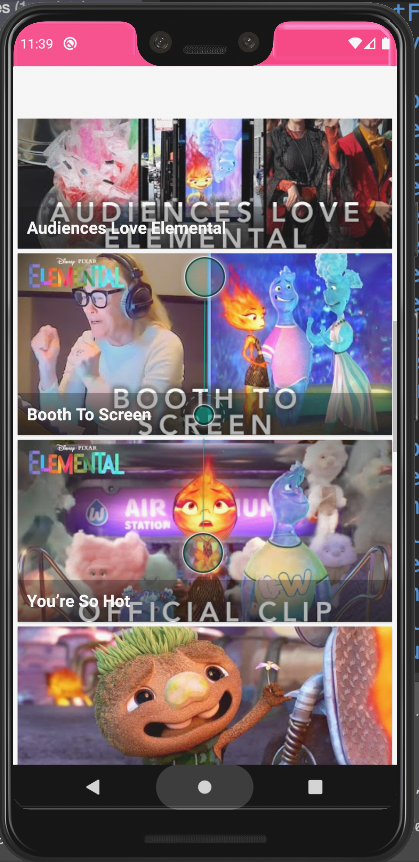 11:39
AUDIENCES LOVE
ELEMENTAL
Audiences Love Elemental
Disney · PIXAR
ELEMENTAL
BOOTH TO
SCREEN
Booth To Screen
Disney · PIXAR
ELEMENTAL
AIR
STATION
IUM
You're So Hot
OFFICIAL CLIP